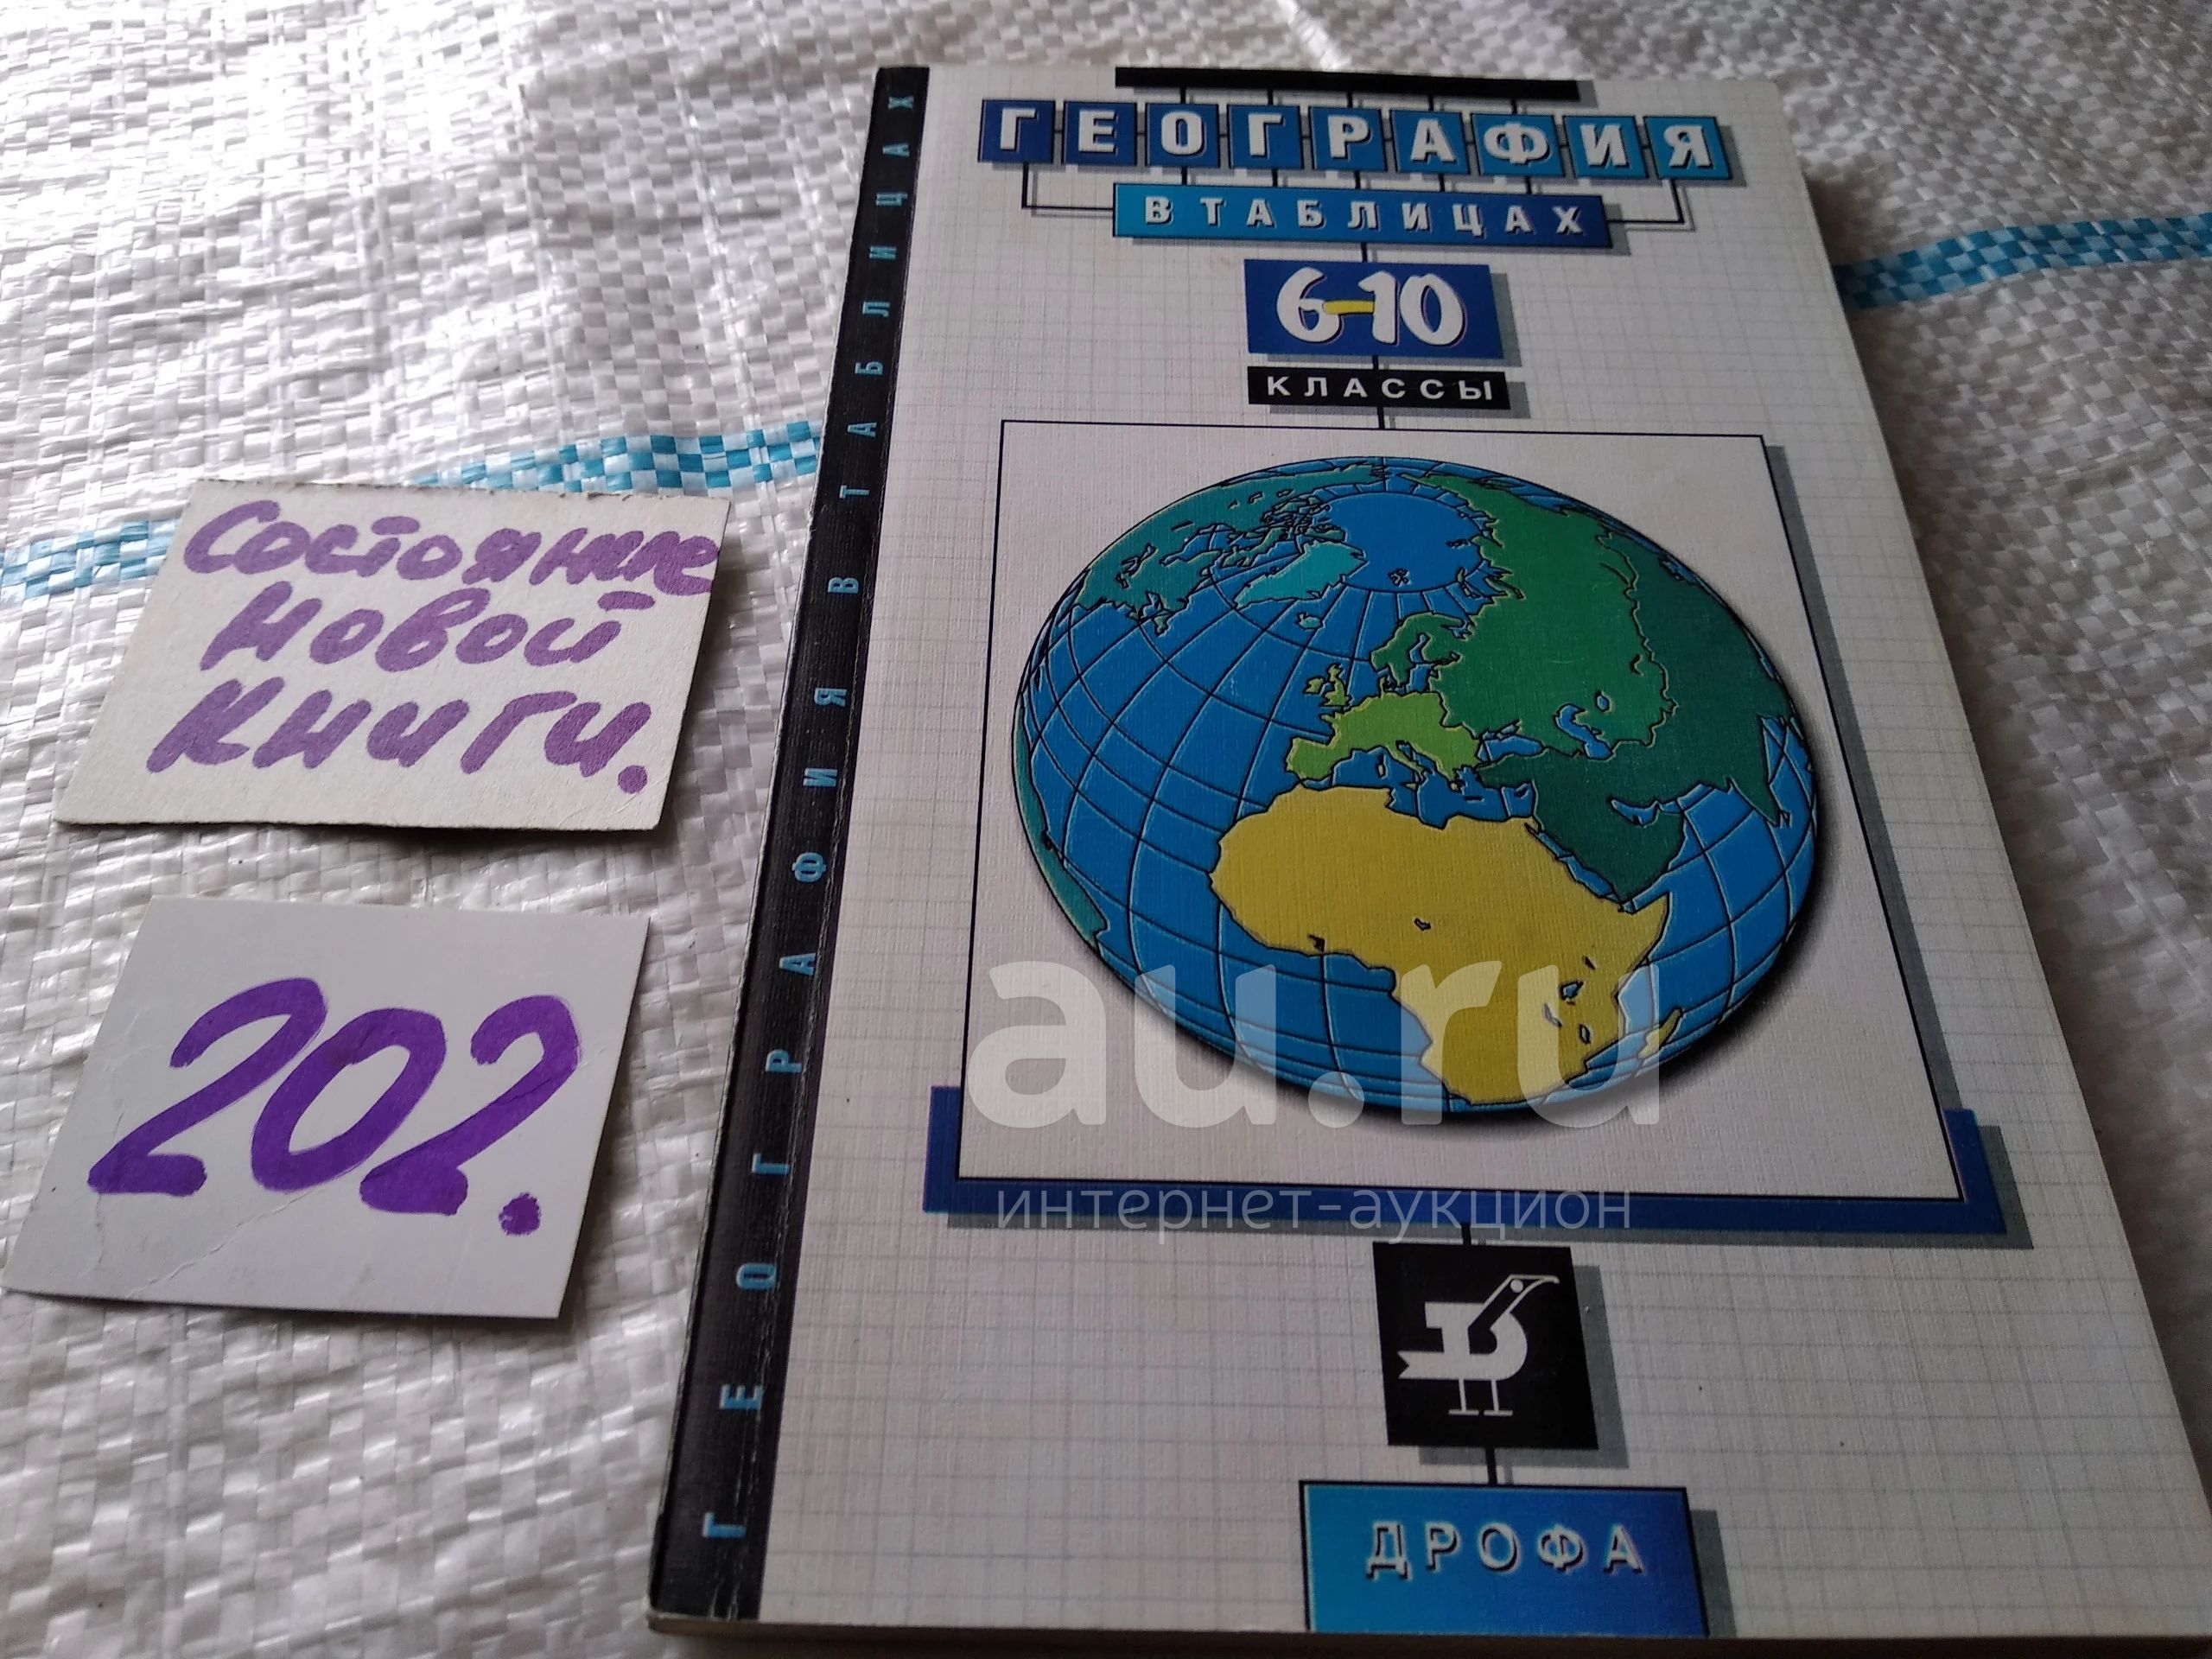 ГЕОГРАФИЯ
В ТАБЛИЦАХ
6-10
КЛАССЫ
ГЕОГРАФИЯ В ТАБЛИЦАХ
Состояние
новой
книги.
202.
au.ru
интернет-аукцион
ДРОФА